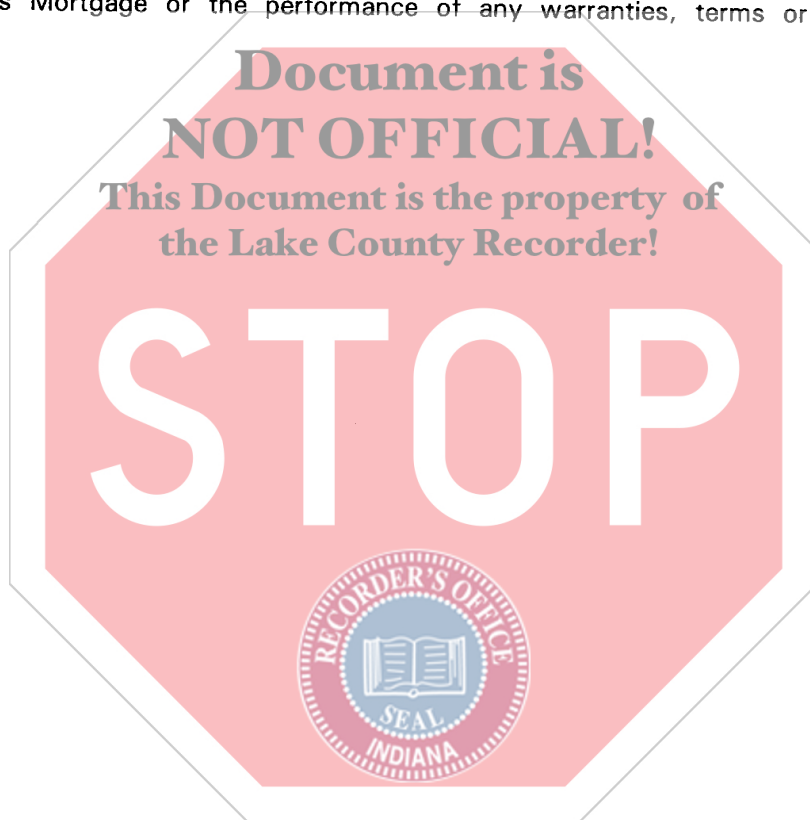 s Mortgage or the performance of any warranties, terms or
Document is
NOT OFFICIAL!
This Document is the property of
the Lake County Recorder!
STOP
RECORDER'S OFFICE
SEAL
INDIANA